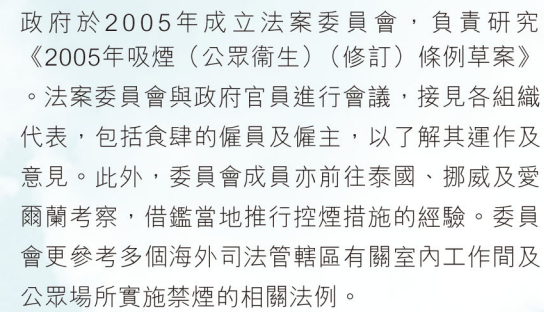 政府於2005年成立法案委員會，負責研究
《2005年吸煙（公眾衞生）（修訂）條例草案》
。法案委員會與政府官員進行會議，接見各組織
代表，包括食肆的僱員及僱主，以了解其運作及
意見。此外，委員會成員亦前往泰國、挪威及愛
爾蘭考察，借鑑當地推行控煙措施的經驗。委員
會更參考多個海外司法管轄區有關室內工作間及
公眾場所實施禁煙的相關法例。